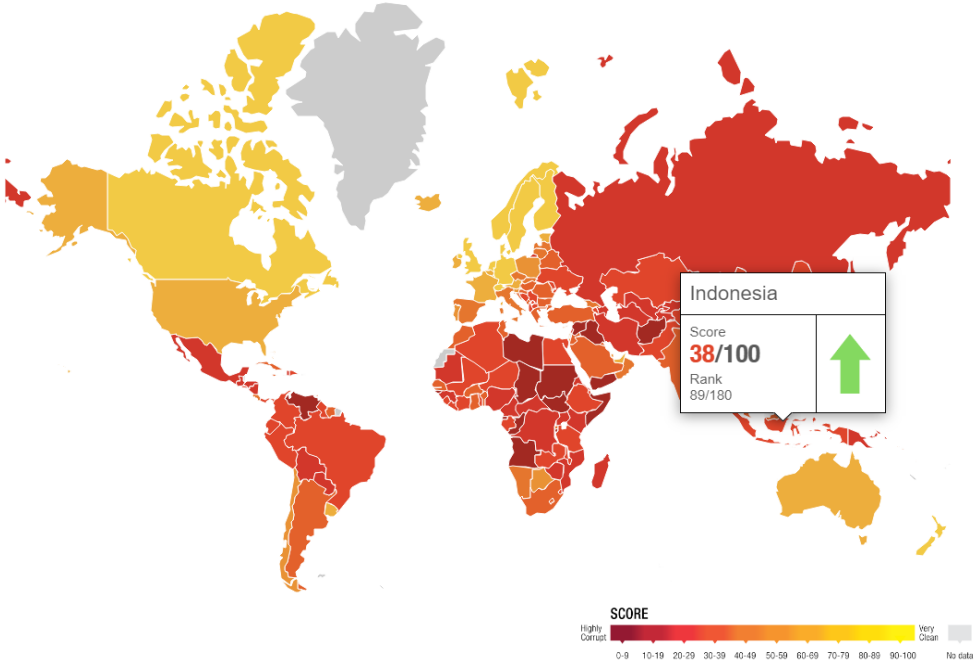 Indonesia
Score
38/100
Rank
89/180
SCORE
Highly Corrupt
0-9 10-19 20-29 30-39 40-49 50-59 60-69 70-79 80-89 90-100
Very Clean
No data